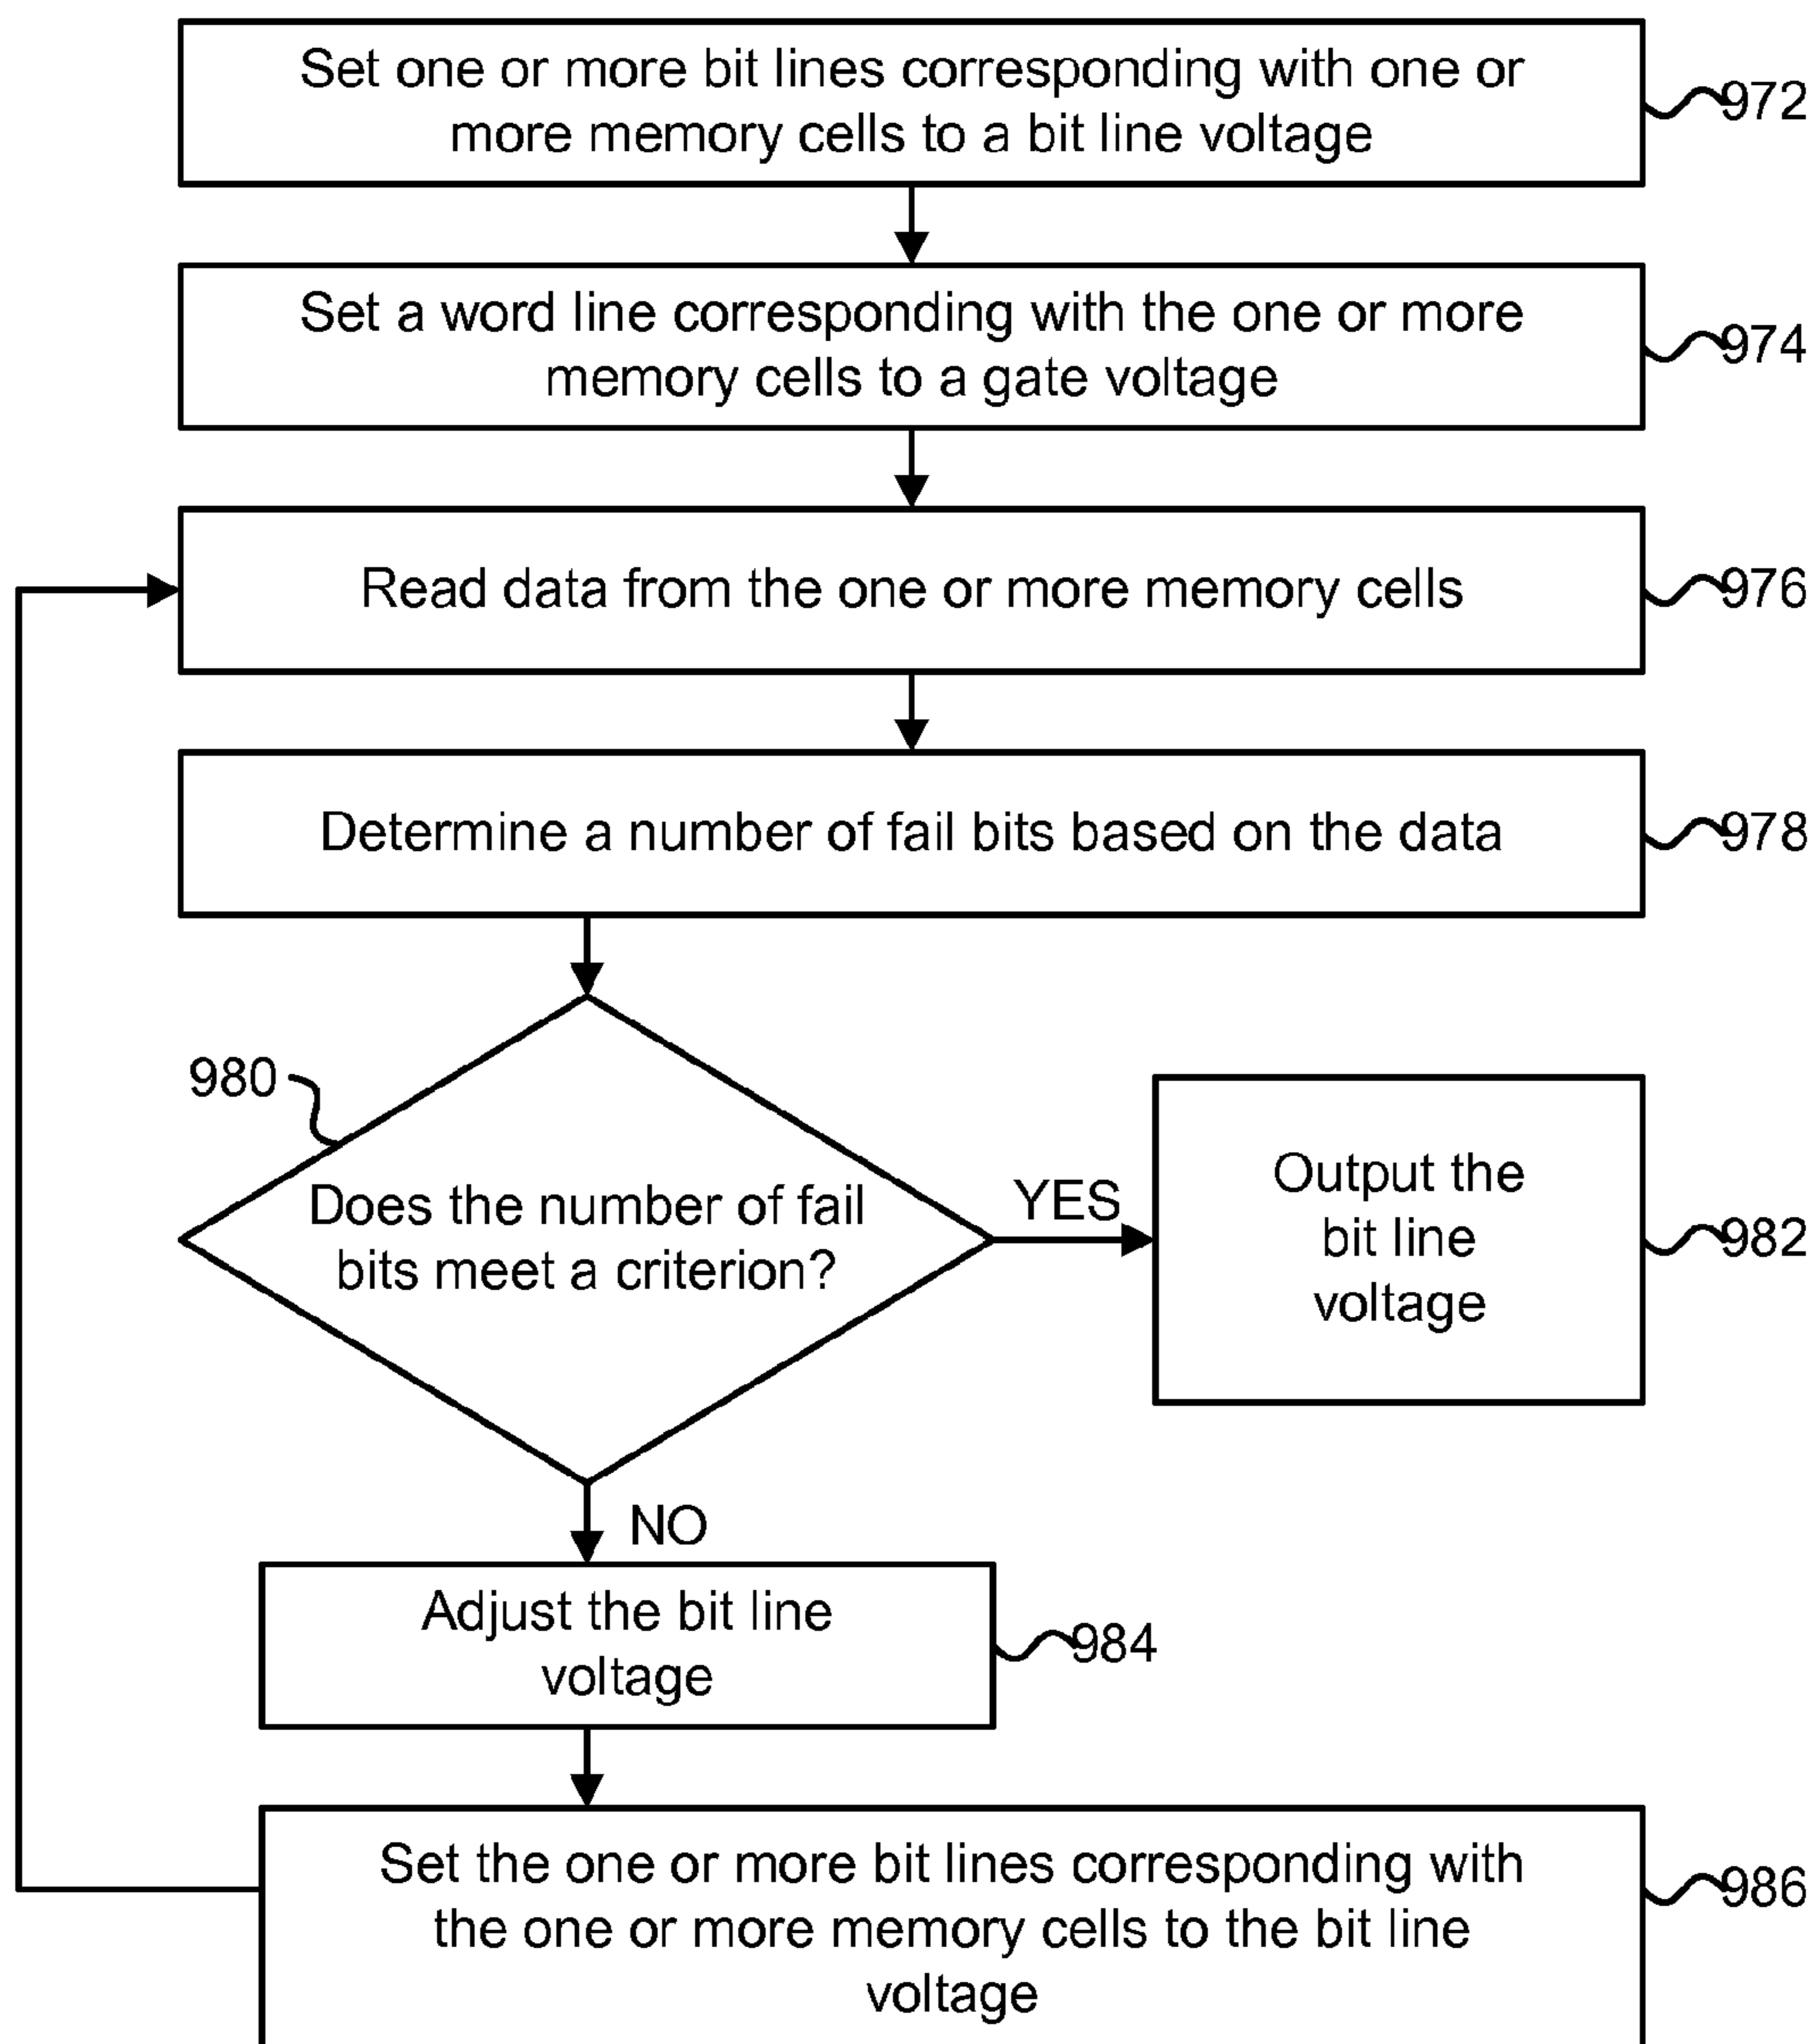 Set one or more bit lines corresponding with one or
more memory cells to a bit line voltage
972
Set a word line corresponding with the one or more
memory cells to a gate voltage
974
Read data from the one or more memory cells
976
Determine a number of fail bits based on the data
978
980
Does the number of fail
bits meet a criterion?
YES
Output the
bit line
voltage
982
NO
Adjust the bit line
voltage
984
Set the one or more bit lines corresponding with
the one or more memory cells to the bit line
voltage
986